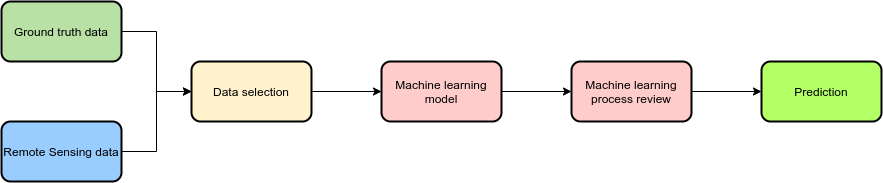 Ground truth data
Remote Sensing data
Data selection
Machine learning
model
Machine learning
process review
Prediction